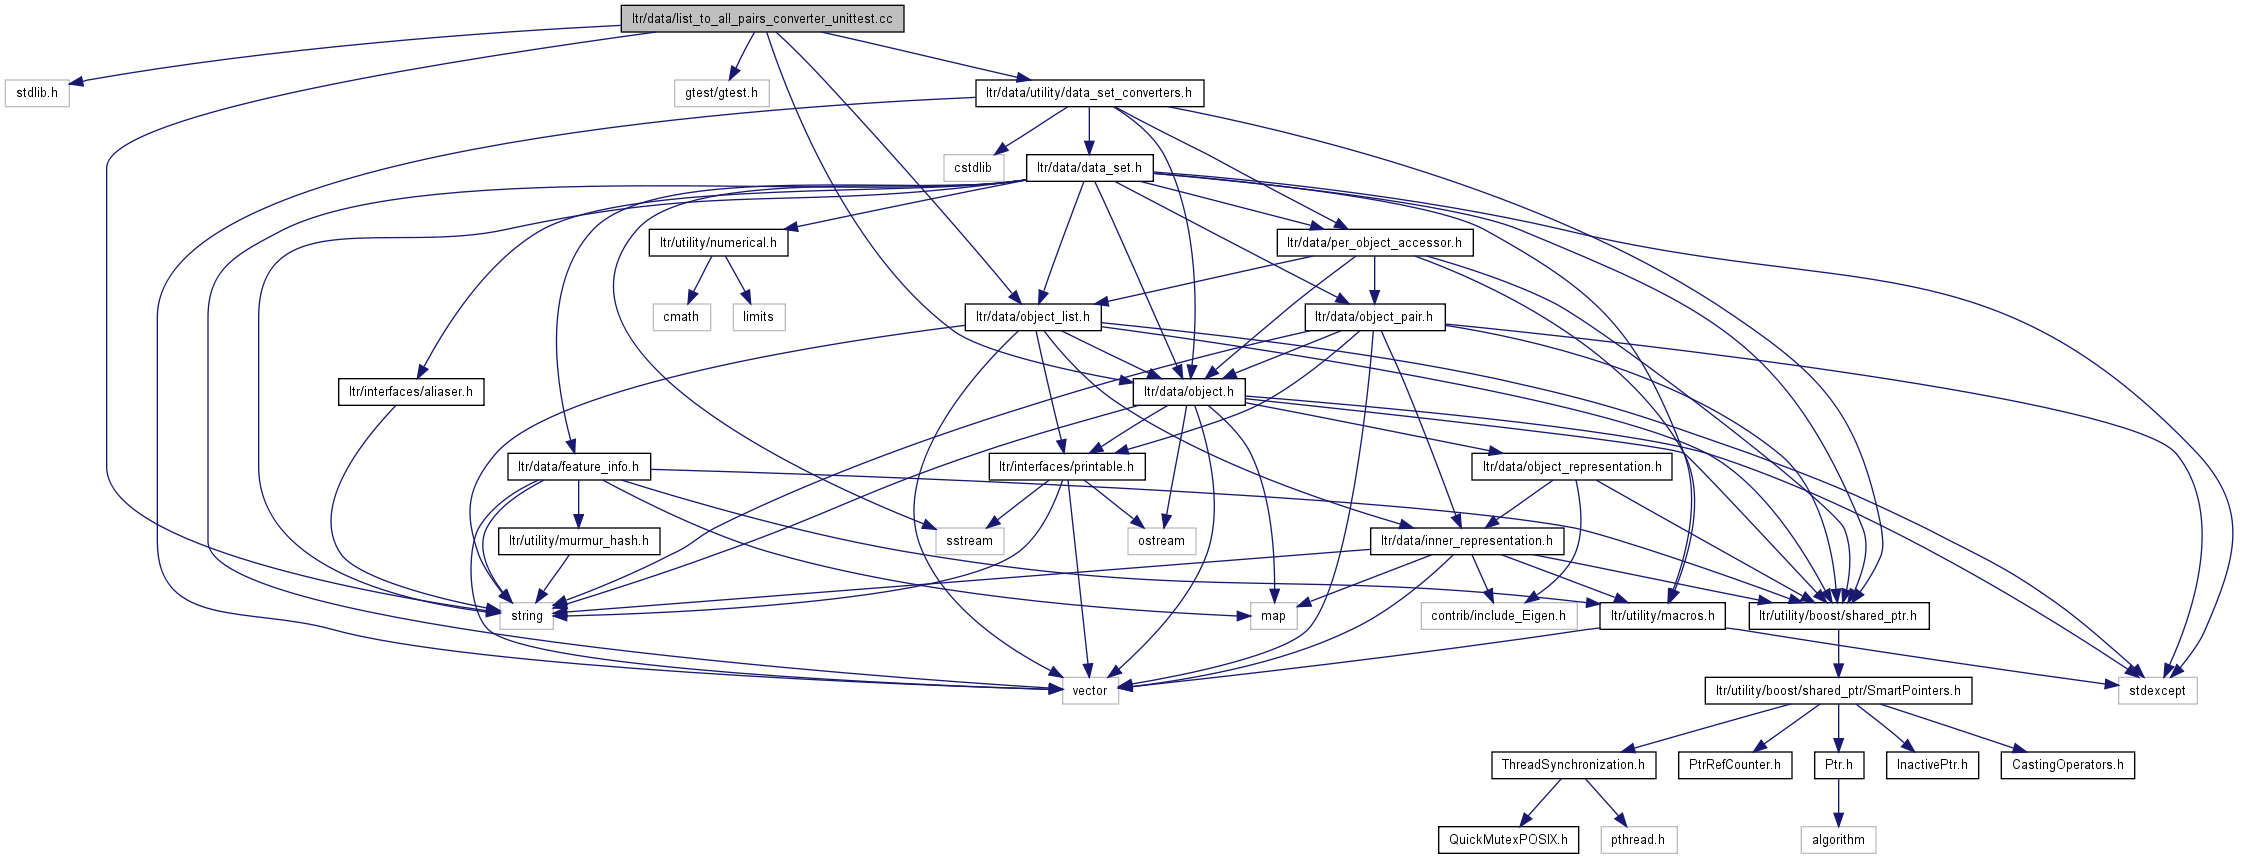 ltr/data/list_to_all_pairs_converter_unittest.cc
stdlib.h
gtest/gtest.h
ltr/data/utility/data_set_converters.h
cstdlib
ltr/data/data_set.h
ltr/utility/numerical.h
ltr/data/per_object_accessor.h
cmath
limits
ltr/data/object_list.h
ltr/data/object_pair.h
ltr/interfaces/aliaser.h
ltr/data/object.h
ltr/data/feature_info.h
ltr/interfaces/printable.h
ltr/data/object_representation.h
ltr/utility/murmur_hash.h
sstream
ostream
ltr/data/inner_representation.h
string
map
contrib/include_Eigen.h
ltr/utility/macros.h
ltr/utility/boost/shared_ptr.h
vector
ltr/utility/boost/shared_ptr/SmartPointers.h
stdexcept
ThreadSynchronization.h
PtrRefCounter.h
Ptr.h
InactivePtr.h
CastingOperators.h
QuickMutexPOSIX.h
pthread.h
algorithm